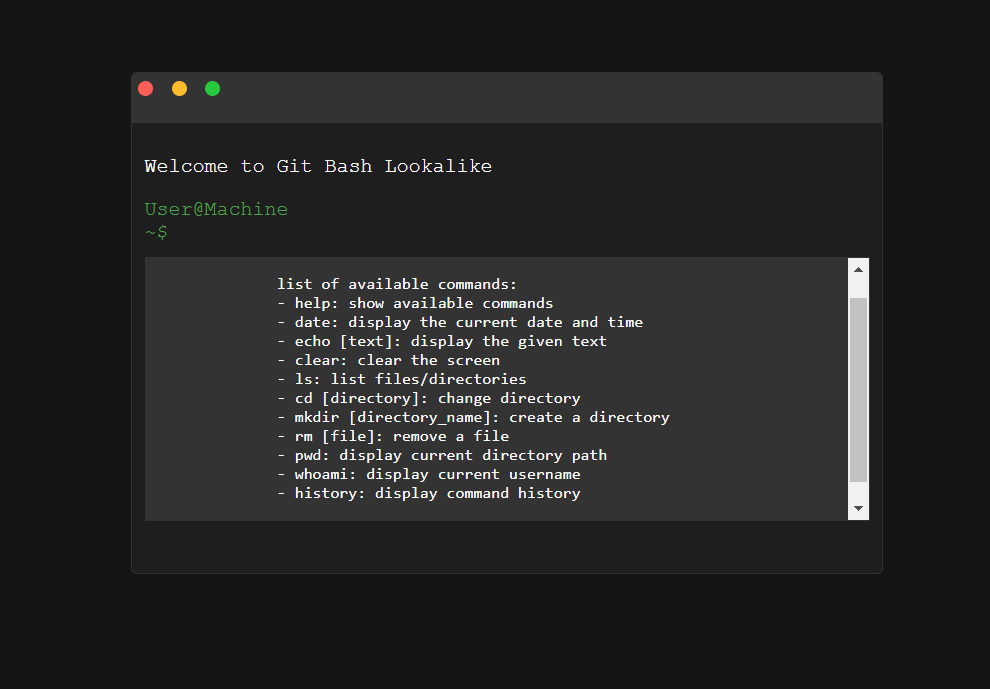 Welcome to Git Bash Lookalike
User@Machine
~$
list of available commands:
- help: show available commands
- date: display the current date and time
- echo [text]: display the given text
- clear: clear the screen
- ls: list files/directories
- cd [directory]: change directory
- mkdir [directory_name]: create a directory
- rm [file]: remove a file
- pwd: display current directory path
- whoami: display current username
- history: display command history